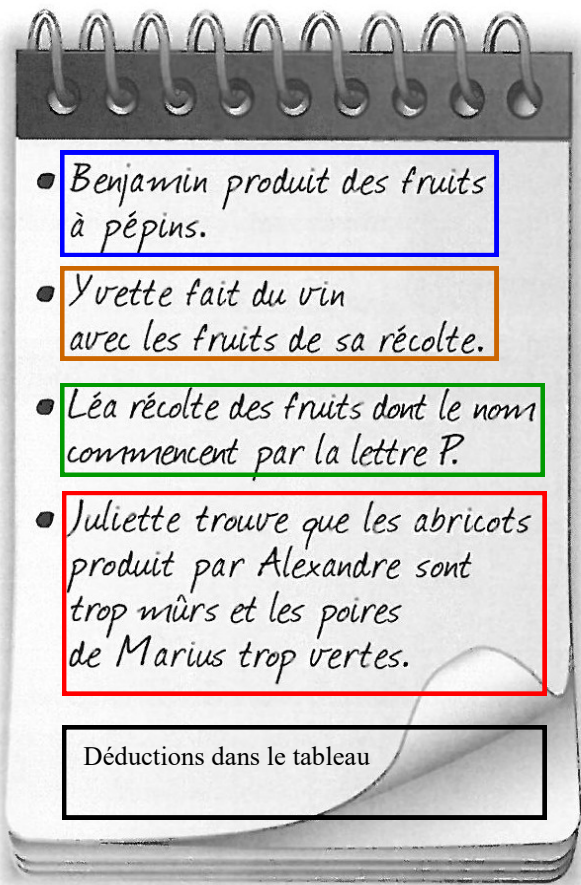 • Benjamin produit des fruits
à pépins.
• Yvette fait du vin
avec les fruits de sa récolte.
• Léa récolte des fruits dont le nom
commencent par la lettre P.
• Juliette trouve que les abricots
produit par Alexandre sont
trop mûrs et les poires
de Marius trop vertes.
Déductions dans le tableau